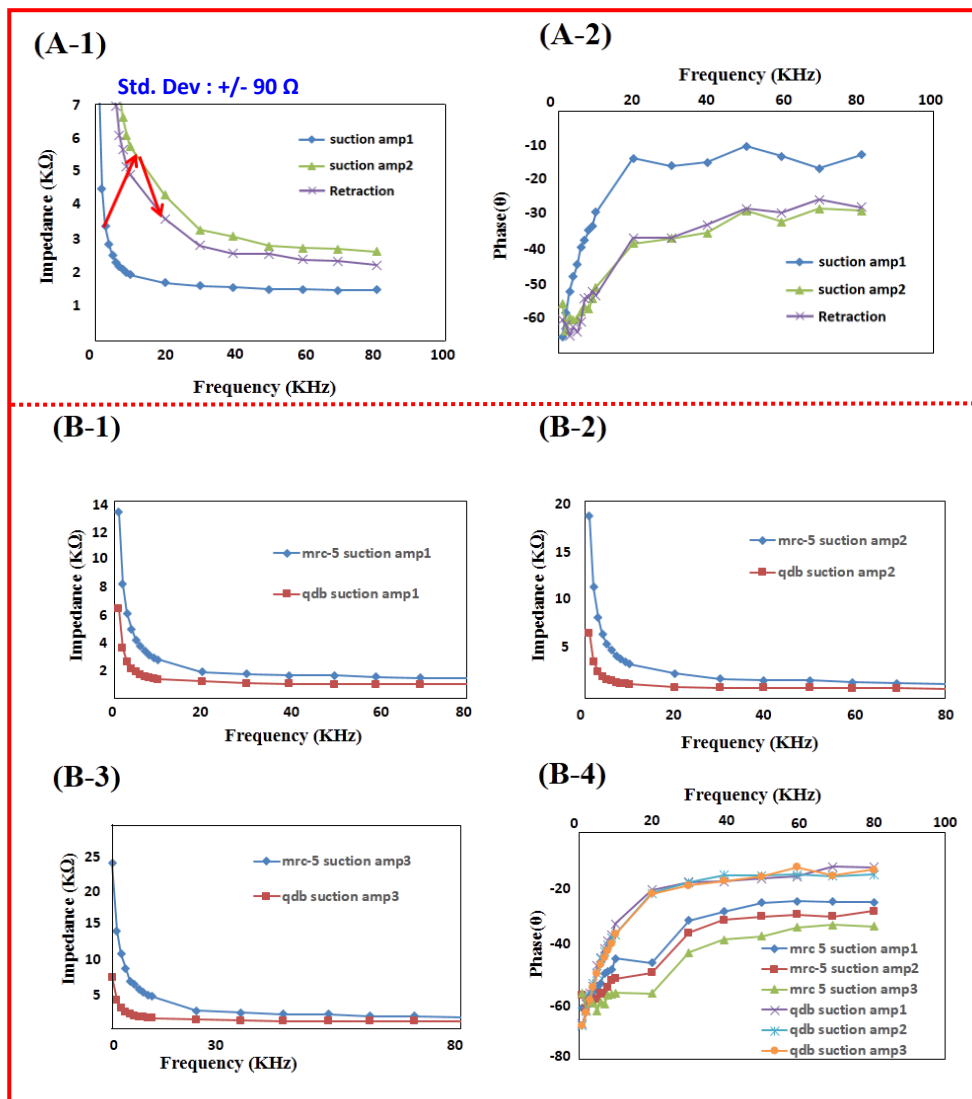 (A-1)
Std. Dev : +/- 90 Ω
7
6
5
4
3
2
1
0
20
40
60
80
100
Impedance (KΩ)
Frequency (KHz)
suction amp1
suction amp2
Retraction
(A-2)
Frequency (KHz)
0
20
40
60
80
100
-10
-20
-30
-40
-50
-60
Phase(θ)
suction amp1
suction amp2
Retraction
(B-1)
14
12
10
8
6
4
2
0
20
40
60
80
Impedance (KΩ)
Frequency (KHz)
mrc-5 suction amp1
qdb suction amp1
(B-2)
20
15
10
5
0
20
40
60
80
Impedance (KΩ)
Frequency (KHz)
mrc-5 suction amp2
qdb suction amp2
(B-3)
25
20
15
10
5
0
30
80
Impedance (KΩ)
Frequency (KHz)
mrc-5 suction amp3
qdb suction amp3
(B-4)
Frequency (KHz)
0
20
40
60
80
100
-20
-40
-60
-80
Phase(θ)
mrc 5 suction amp1
mrc-5 suction amp2
mrc 5 suction amp3
qdb suction amp1
qdb suction amp2
qdb suction amp3